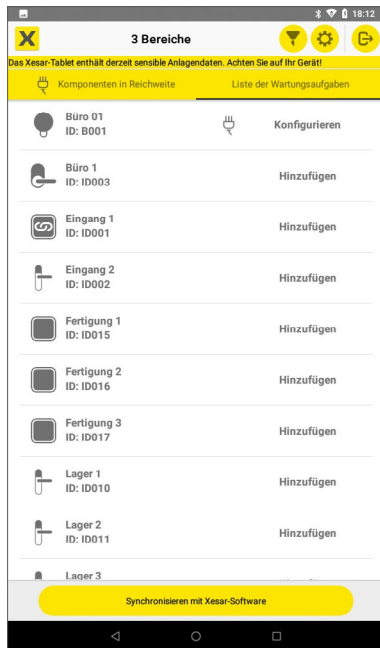 18:12
X
3 Bereiche
Das Xesar-Tablet enthält derzeit sensible Anlagendaten. Achten Sie auf Ihr Gerät!
Komponenten in Reichweite
Liste der Wartungsaufgaben
Büro 01
ID: B001
Konfigurieren
Büro 1
ID: ID003
Hinzufügen
Eingang 1
ID: ID001
Hinzufügen
Eingang 2
ID: ID002
Hinzufügen
Fertigung 1
ID: ID015
Hinzufügen
Fertigung 2
ID: ID016
Hinzufügen
Fertigung 3
ID: ID017
Hinzufügen
Lager 1
ID: ID010
Hinzufügen
Lager 2
ID: ID011
Hinzufügen
Lager 3
Synchronisieren mit Xesar-Software